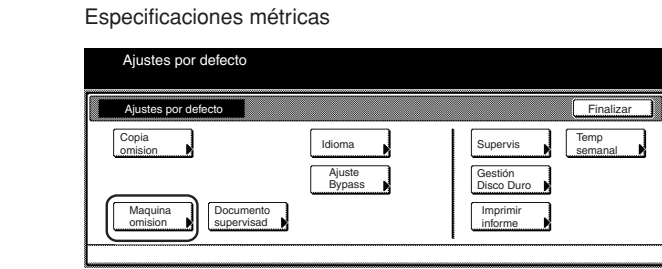 Especificaciones métricas
Ajustes por defecto
Ajustes por defecto
Finalizar
Copia
omision
Idioma
Supervis
Temp
semanal
Ajuste
Bypass
Gestión
Disco Duro
Maquina
omision
Documento
supervisad
Imprimir
informe